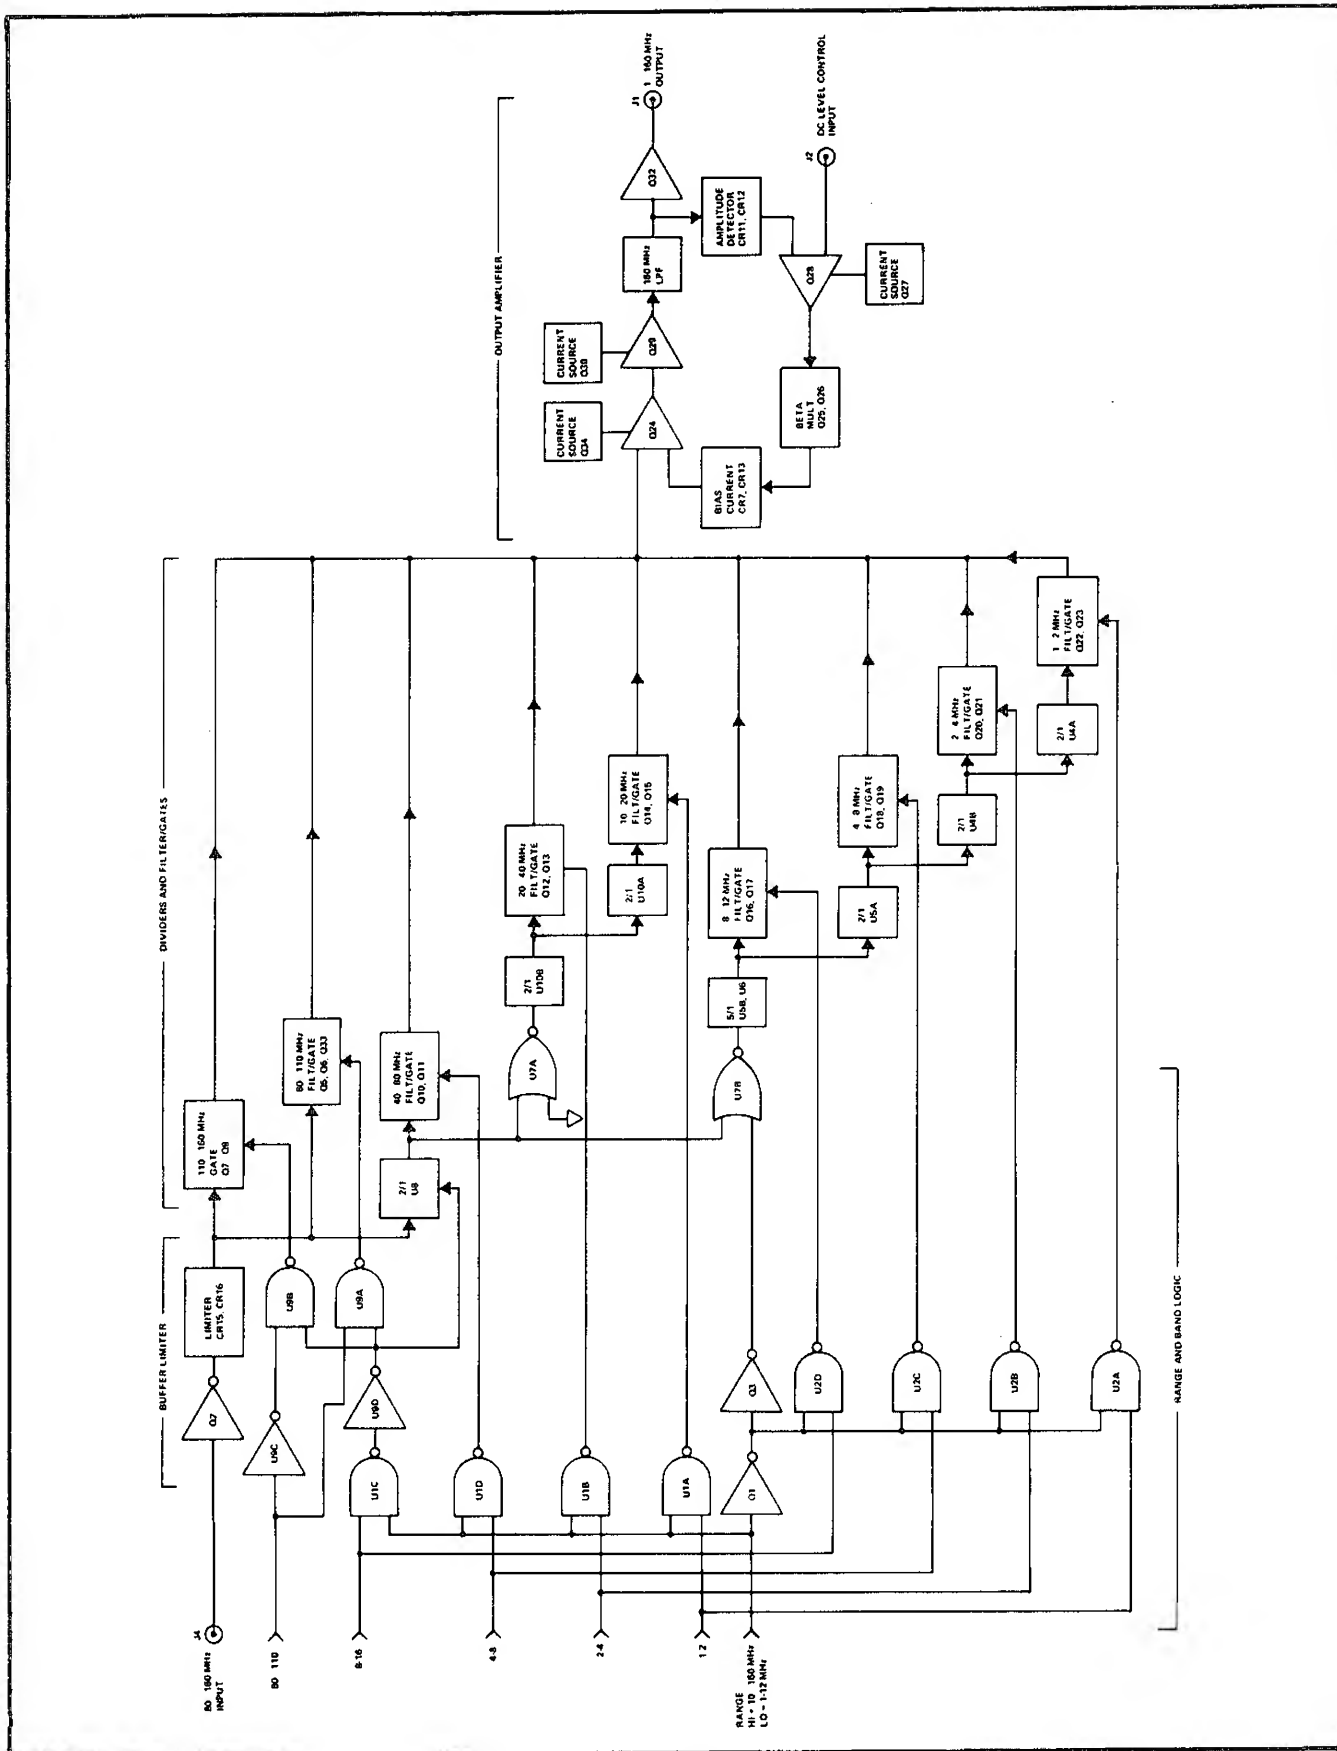 BUFFER LIMITER
DIVIDERS AND FILTER/GATES
OUTPUT AMPLIFIER
RANGE AND BAND LOGIC
J4
80 160 MHz
INPUT
80 110
8-16
4-8
2-4
1-2
RANGE
HI = 10 160 MHz
LO = 1-12 MHz
Q2
LIMITER
CR15, CR16
U9C
U9B
U9A
U9D
U1C
U1D
U1B
U1A
Q1
Q3
U2D
U2C
U2B
U2A
110 160 MHz
GATE
Q7 Q8
80 110 MHz
FILT/GATE
Q5, Q6, Q33
2/1
U8
40 80 MHz
FILT/GATE
Q10, Q11
U7A
2/1
U10B
20 40 MHz
FILT/GATE
Q12, Q13
2/1
U10A
10 20 MHz
FILT/GATE
Q14, Q15
U7B
5/1
U5B, U6
8 12 MHz
FILT/GATE
Q16, Q17
2/1
U5A
4 8 MHz
FILT/GATE
Q18, Q19
2/1
U4B
2 4 MHz
FILT/GATE
Q20, Q21
2/1
U4A
1 2 MHz
FILT/GATE
Q22, Q23
CURRENT
SOURCE
Q34
Q24
CURRENT
SOURCE
Q30
Q29
160 MHz
LPF
Q32
J1
1 160 MHz
OUTPUT
AMPLITUDE
DETECTOR
CR11, CR12
J2
DC LEVEL CONTROL
INPUT
Q28
CURRENT
SOURCE
Q27
BETA
MULT
Q25, Q26
BIAS
CURRENT
CR7, CR13